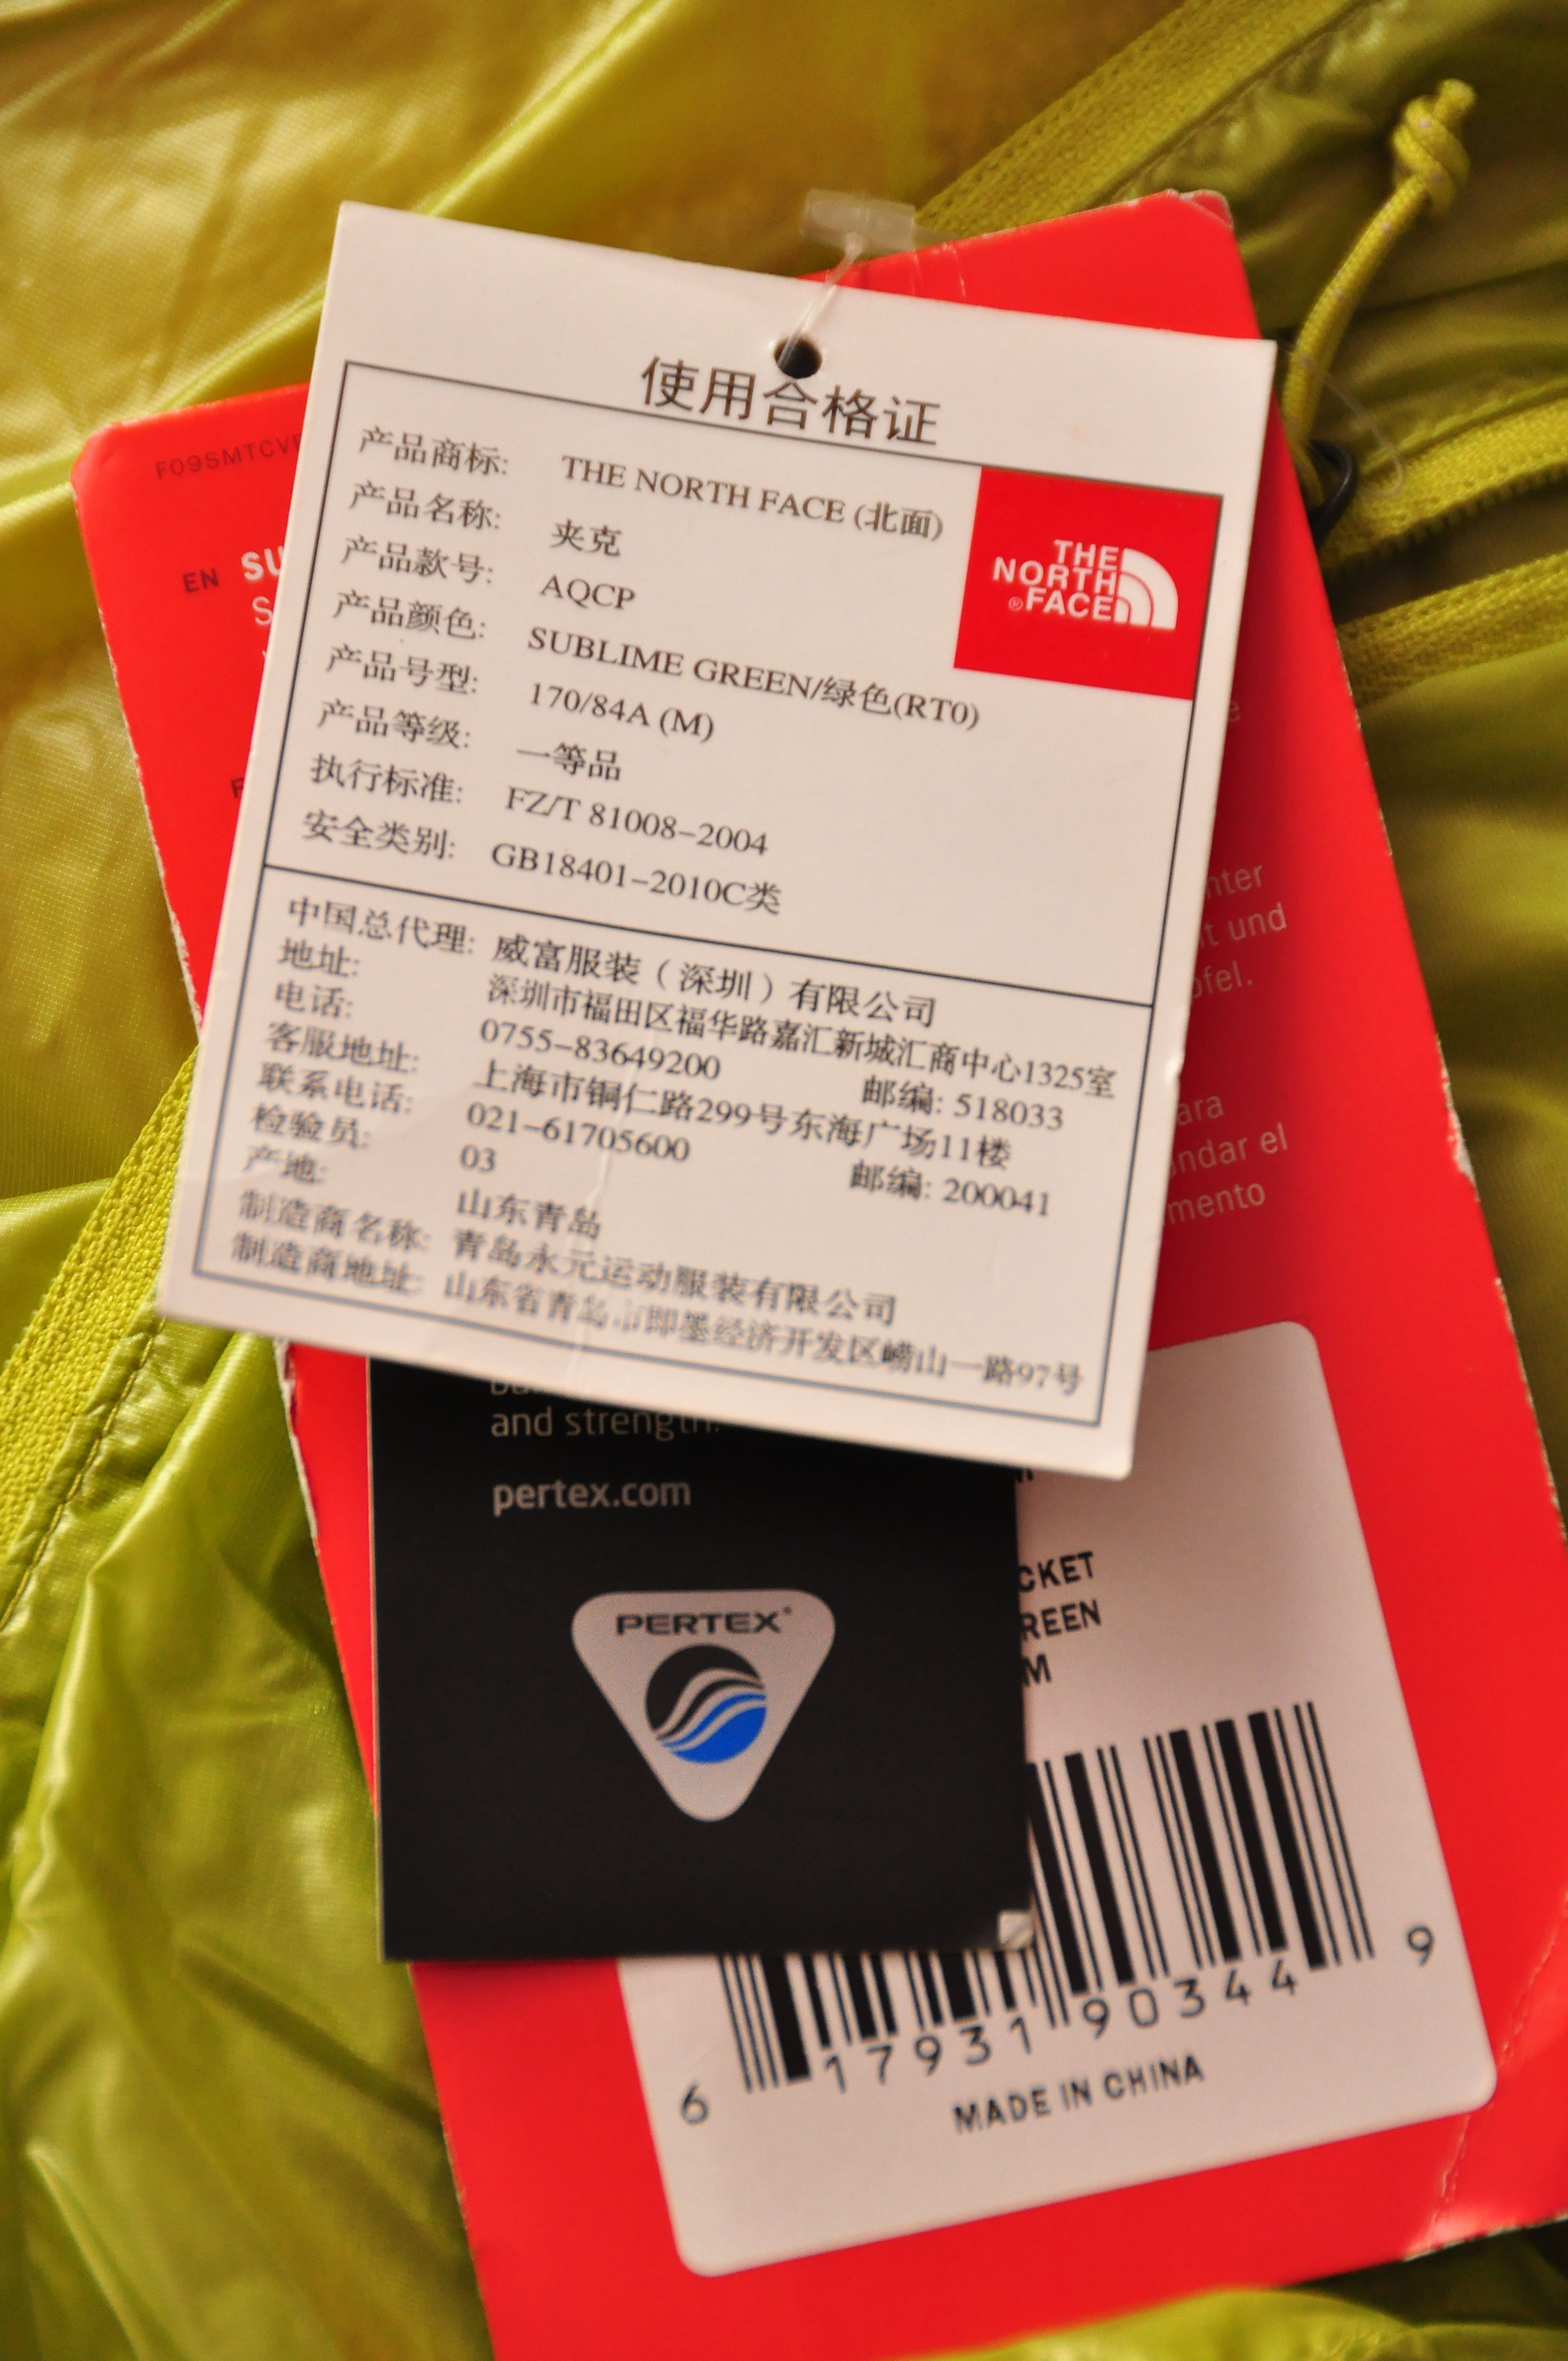 使用合格证
产品商标: THE NORTH FACE (北面)
产品名称: 夹克
产品款号: AQCP
产品颜色: SUBLIME GREEN/绿色(RT0)
产品号型: 170/84A (M)
产品等级: 一等品
执行标准: FZ/T 81008-2004
安全类别: GB18401-2010C类
THE
NORTH
®FACE
中国总代理: 威富服装（深圳）有限公司
地址: 深圳市福田区福华路嘉汇新城汇商中心1325室
电话: 0755-83649200 邮编: 518033
客服地址: 上海市铜仁路299号东海广场11楼
联系电话: 021-61705600 邮编: 200041
检验员: 03
产地: 山东青岛
制造商名称: 青岛永元运动服装有限公司
制造商地址: 山东省青岛市即墨经济开发区崂山一路97号
F09SMTCV
EN SU
S
F
nter
t und
pfel.
ara
ndar el
mento
and strength.
pertex.com
PERTEX®
M
CKET
REEN
M
6 17931 90344 9
MADE IN CHINA